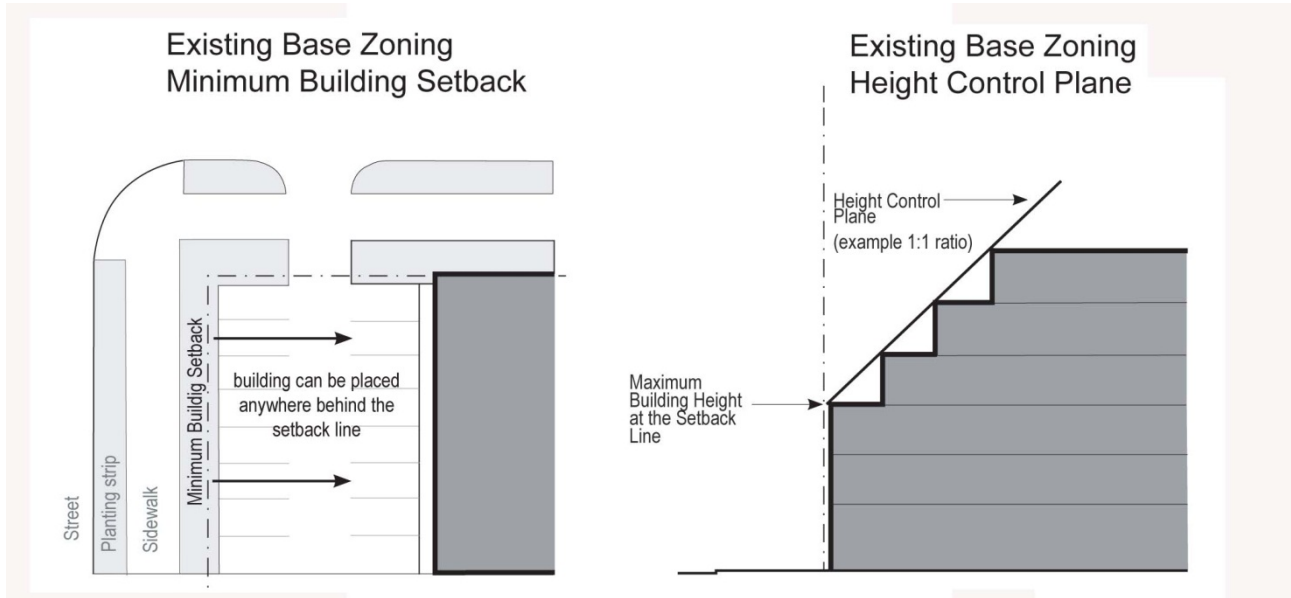 Existing Base Zoning
Minimum Building Setback
Street
Planting strip
Sidewalk
Minimum Buildig Setback
building can be placed
anywhere behind the
setback line
Existing Base Zoning
Height Control Plane
Height Control
Plane
(example 1:1 ratio)
Maximum
Building Height
at the Setback
Line